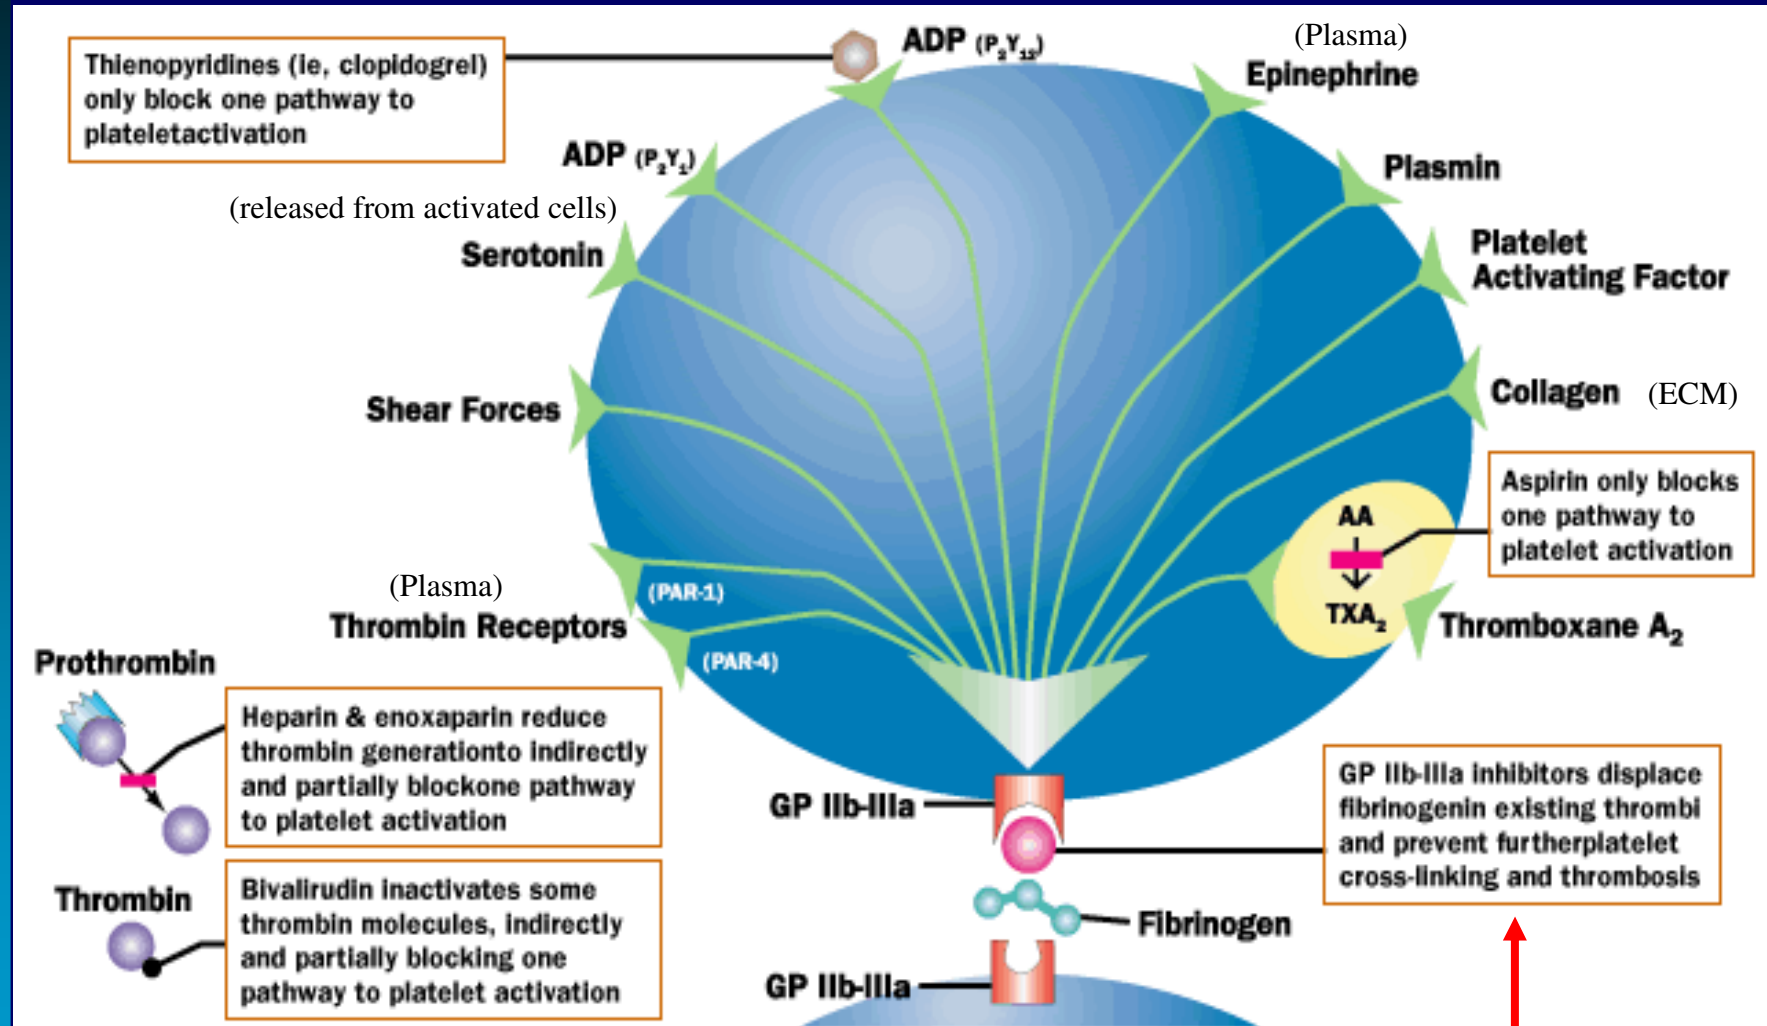 (Plasma)
ADP (P₂Y₁₂)
Epinephrine
Thienopyridines (ie, clopidogrel)
only block one pathway to
plateletactivation
ADP (P₂Y₁)
Plasmin
(released from activated cells)
Serotonin
Platelet
Activating Factor
Shear Forces
Collagen (ECM)
Aspirin only blocks
one pathway to
platelet activation
AA
TXA₂
Thromboxane A₂
(Plasma)
Thrombin Receptors
(PAR-1)
(PAR-4)
Prothrombin
Heparin & enoxaparin reduce
thrombin generationto indirectly
and partially blockone pathway
to platelet activation
GP IIb-IIIa
GP IIb-IIIa inhibitors displace
fibrinogenin existing thrombi
and prevent furtherplatelet
cross-linking and thrombosis
Thrombin
Bivalirudin inactivates some
thrombin molecules, indirectly
and partially blocking one
pathway to platelet activation
Fibrinogen
GP IIb-IIIa